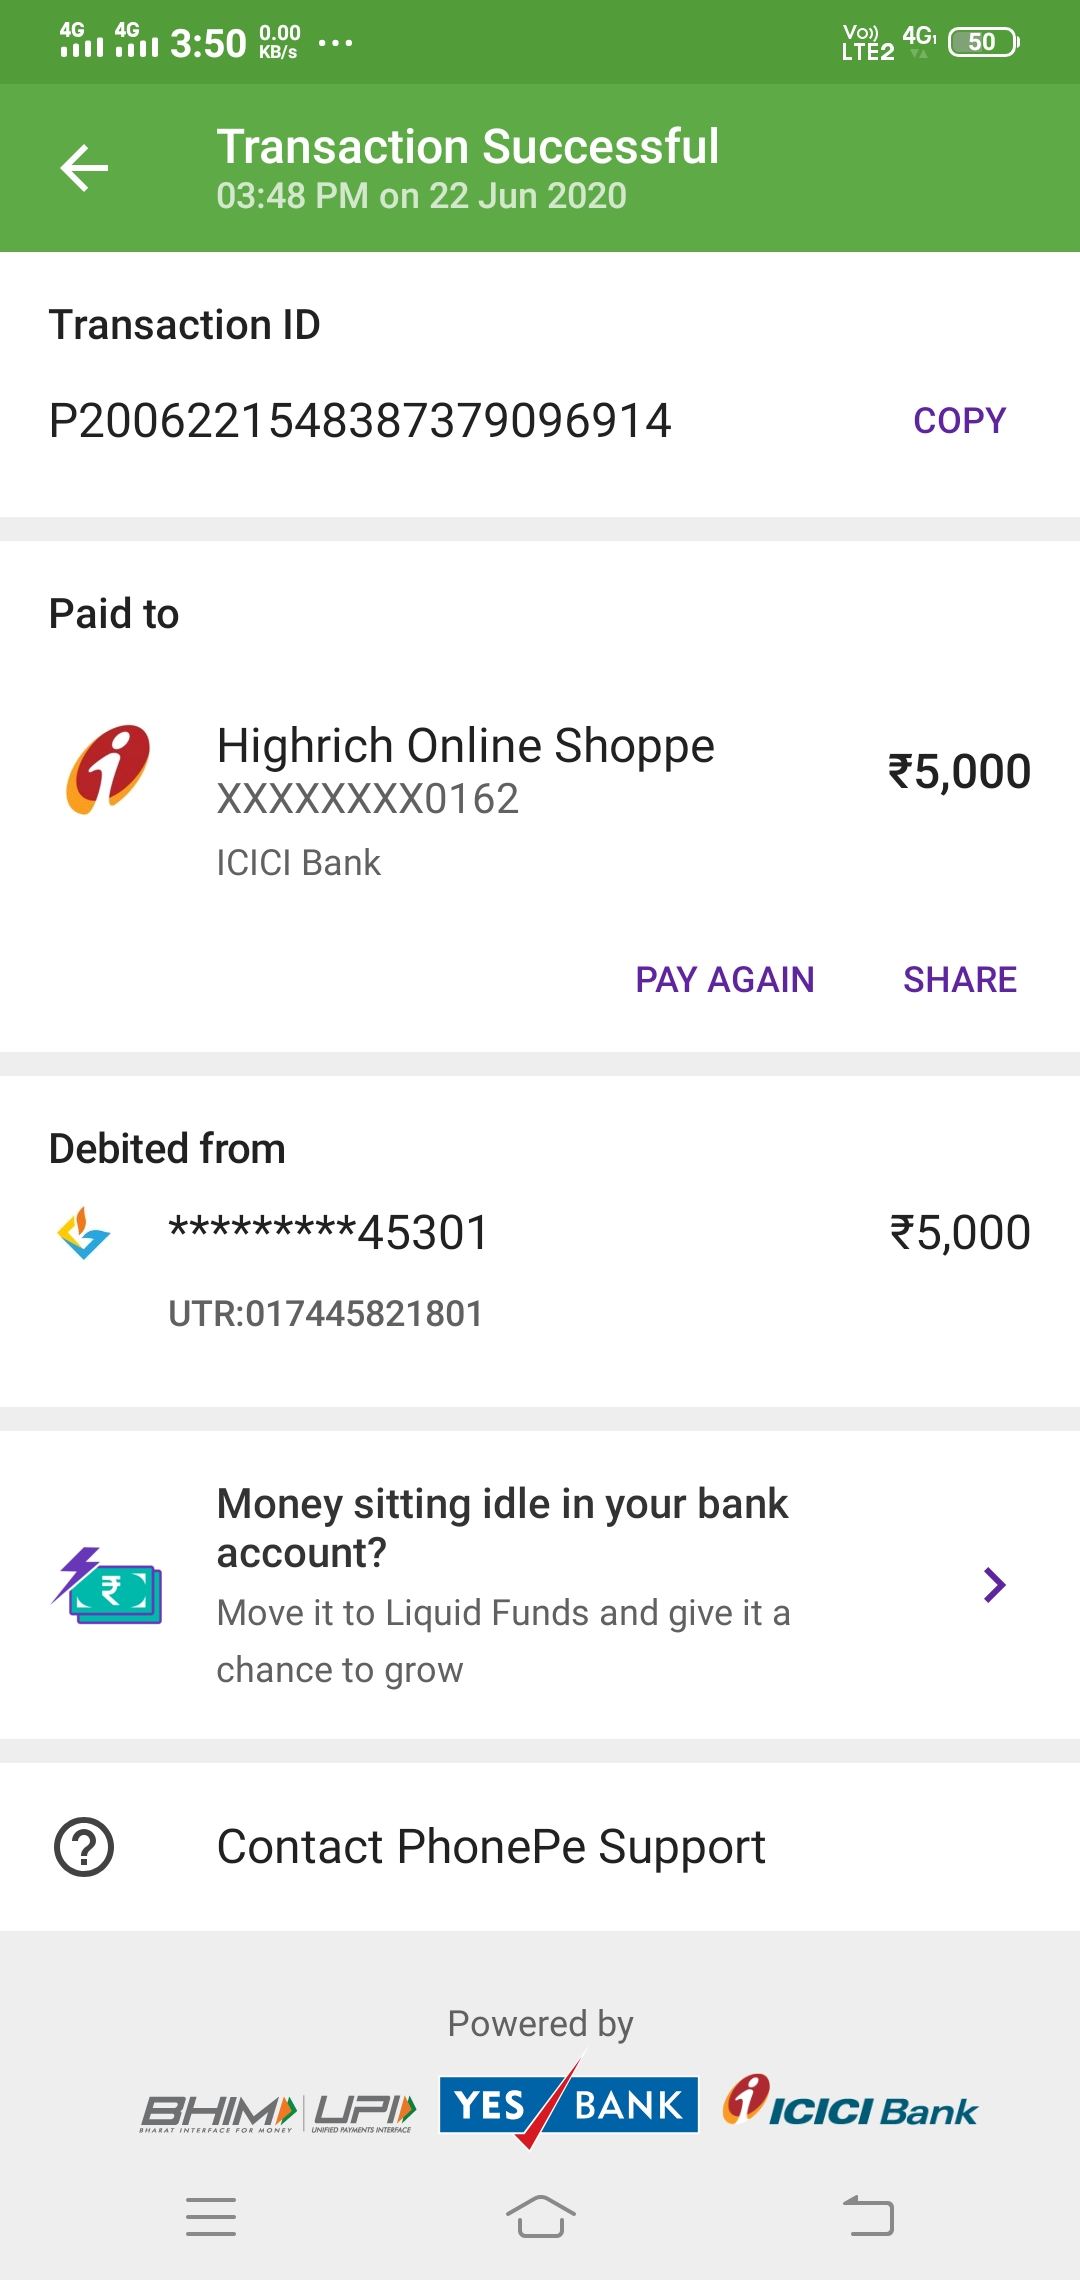 4G 4G 3:50 0.00 KB/s ... Vo)) LTE2 4G1 50
Transaction Successful
03:48 PM on 22 Jun 2020
Transaction ID
P2006221548387379096914 COPY
Paid to
Highrich Online Shoppe ₹5,000
XXXXXXXX0162
ICICI Bank
PAY AGAIN SHARE
Debited from
*********45301 ₹5,000
UTR:017445821801
Money sitting idle in your bank
account?
Move it to Liquid Funds and give it a
chance to grow
Contact PhonePe Support
Powered by
BHIM UPI YES BANK ICICI Bank
BHARAT INTERFACE FOR MONEY UNIFIED PAYMENTS INTERFACE